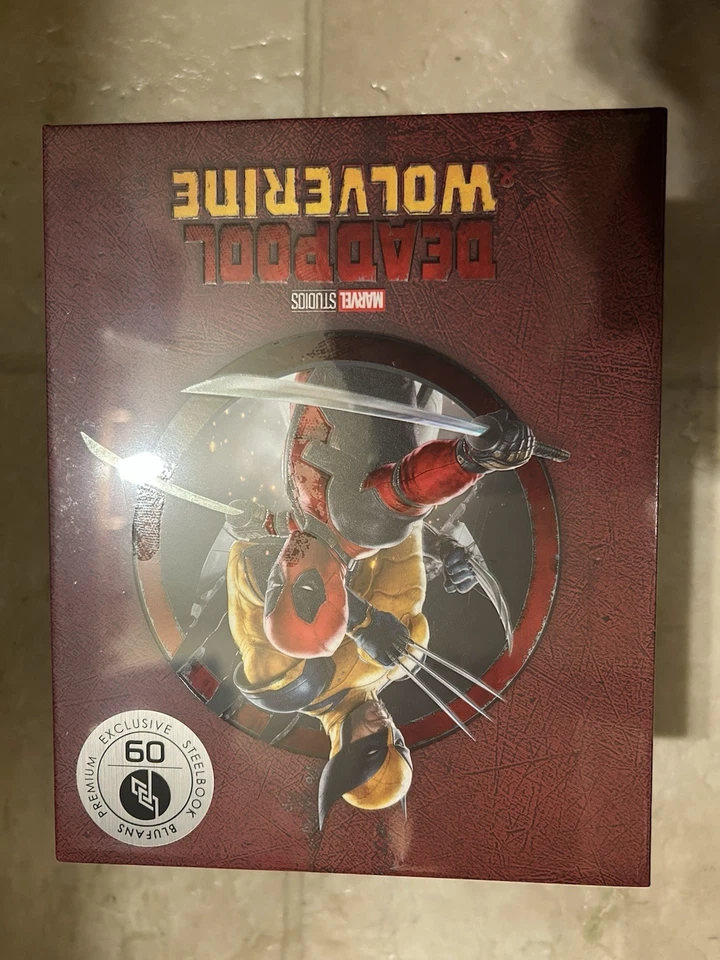 MARVEL STUDIOS
DEADPOOL
& WOLVERINE
BLUFANS PREMIUM EXCLUSIVE STEELBOOK
60